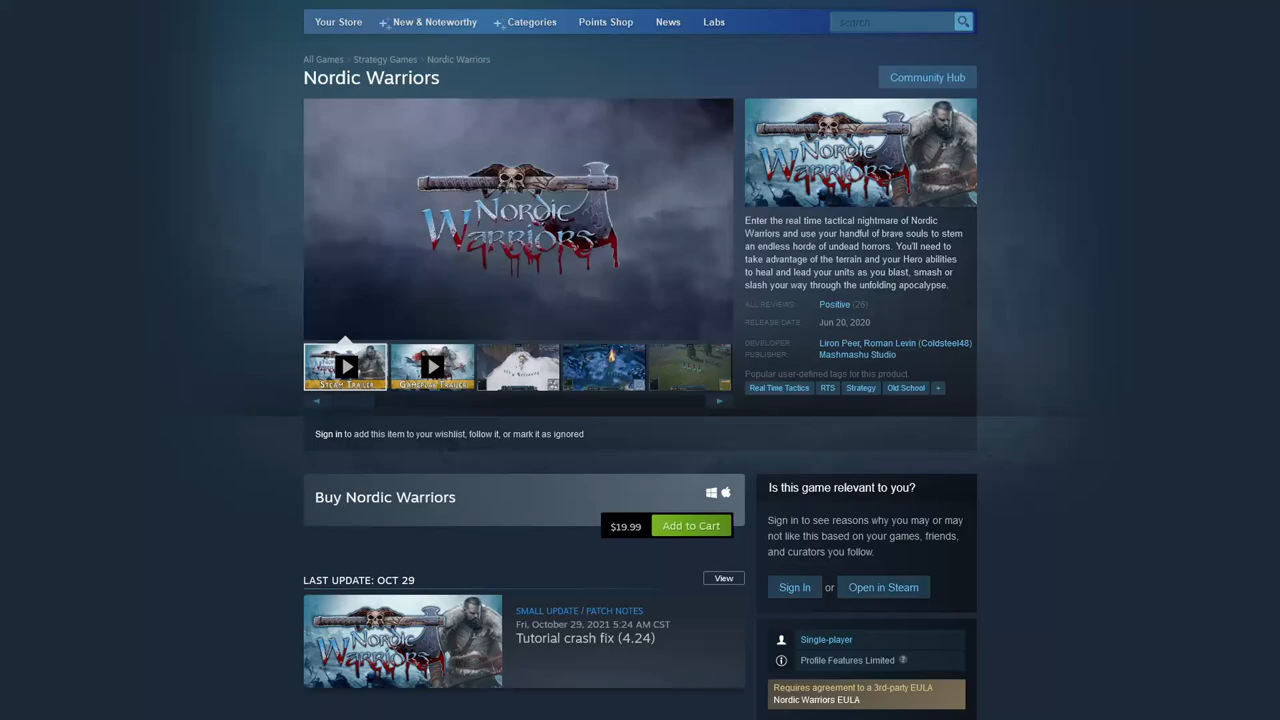 Your Store
New & Noteworthy
Categories
Points Shop
News
Labs
search
All Games > Strategy Games > Nordic Warriors
Nordic Warriors
Community Hub
Nordic
Warriors
Nordic
Warriors
Enter the real time tactical nightmare of Nordic
Warriors and use your handful of brave souls to stem
an endless horde of undead horrors. You'll need to
take advantage of the terrain and your Hero abilities
to heal and lead your units as you blast, smash or
slash your way through the unfolding apocalypse.
ALL REVIEWS: Positive (26)
RELEASE DATE: Jun 20, 2020
DEVELOPER: Liron Peer, Roman Levin (Coldsteel48)
PUBLISHER: Mashmashu Studio
Popular user-defined tags for this product:
Real Time Tactics RTS Strategy Old School +
STEAM TRAILER
GAMEPLAY TRAILER
Sign in to add this item to your wishlist, follow it, or mark it as ignored
Buy Nordic Warriors
$19.99 Add to Cart
LAST UPDATE: OCT 29
View
Nordic
Warriors
SMALL UPDATE / PATCH NOTES
Fri, October 29, 2021 5:24 AM CST
Tutorial crash fix (4.24)
Is this game relevant to you?
Sign in to see reasons why you may or may
not like this based on your games, friends,
and curators you follow.
Sign In or Open in Steam
Single-player
Profile Features Limited ?
Requires agreement to a 3rd-party EULA
Nordic Warriors EULA